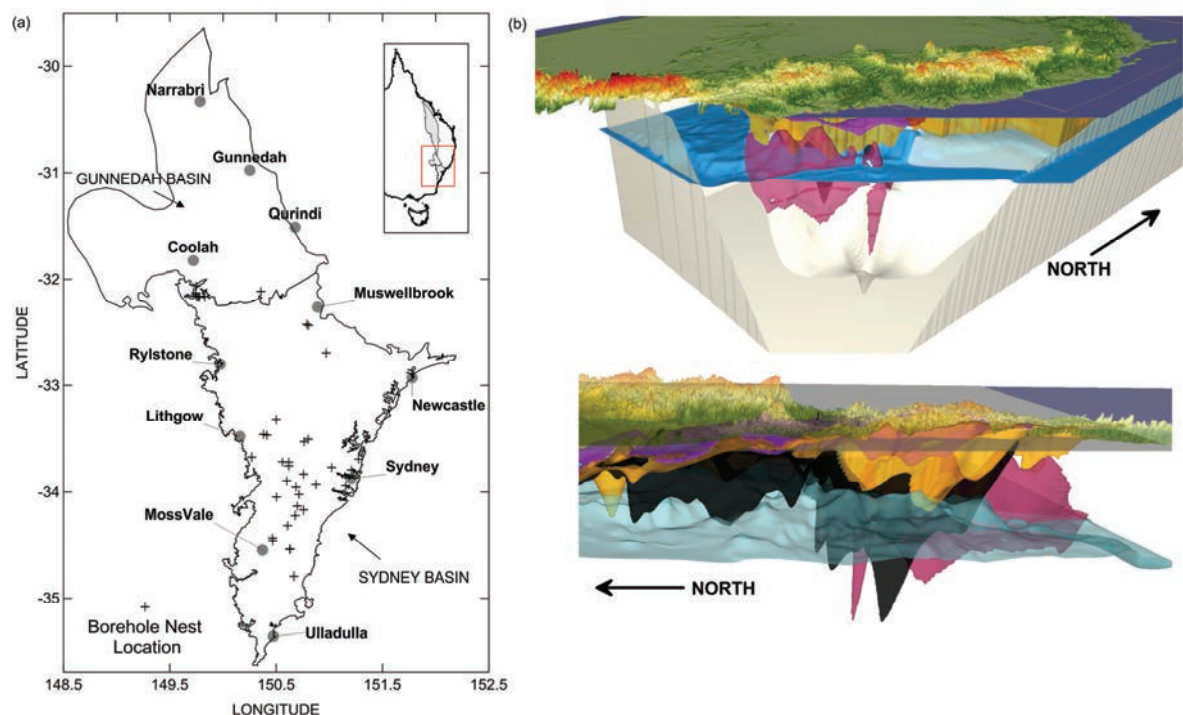 (a)
-30
-31
-32
-33
-34
-35
LATITUDE
148.5
149.5
150.5
151.5
152.5
LONGITUDE
Narrabri
Gunnedah
GUNNEDAH BASIN
Qurindi
Coolah
Muswellbrook
Rylstone
Newcastle
Lithgow
Sydney
MossVale
SYDNEY BASIN
+
Borehole Nest
Location
Ulladulla
(b)
NORTH
NORTH